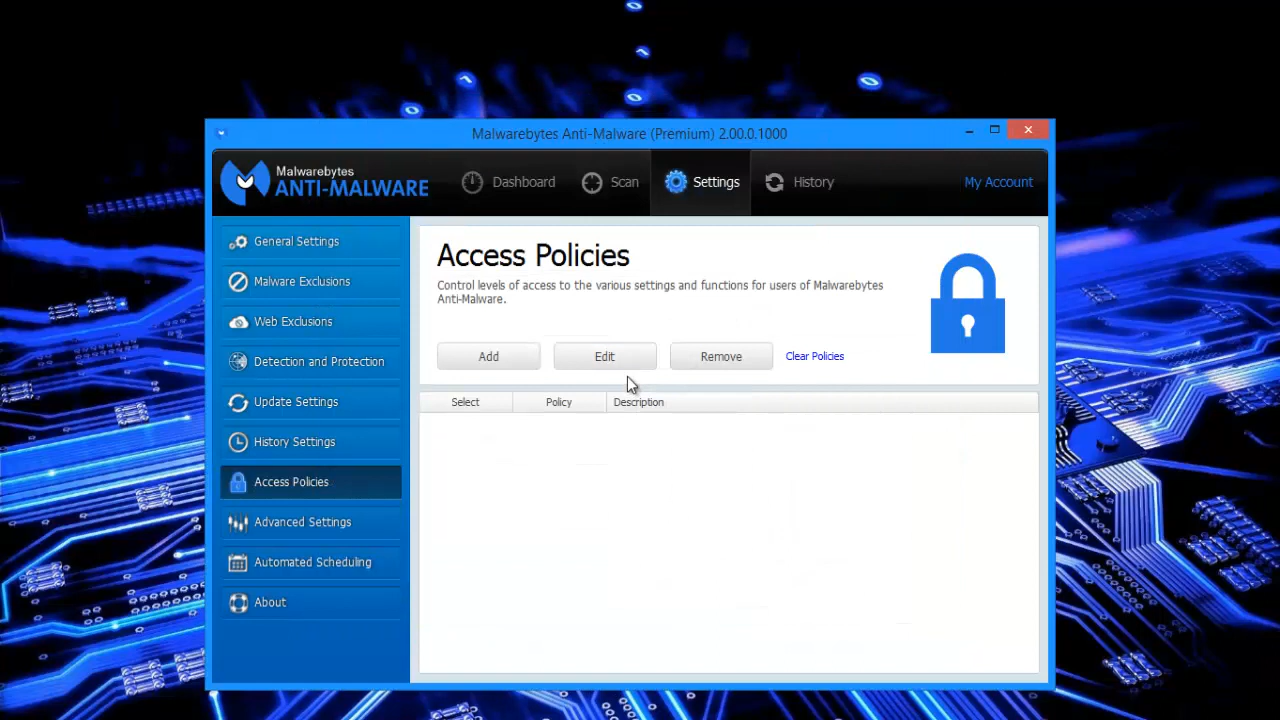 Malwarebytes Anti-Malware (Premium) 2.00.0.1000
Malwarebytes
ANTI-MALWARE
Dashboard
Scan
Settings
History
My Account
General Settings
Malware Exclusions
Web Exclusions
Detection and Protection
Update Settings
History Settings
Access Policies
Advanced Settings
Automated Scheduling
About
Access Policies
Control levels of access to the various settings and functions for users of Malwarebytes
Anti-Malware.
Add
Edit
Remove
Clear Policies
Select
Policy
Description